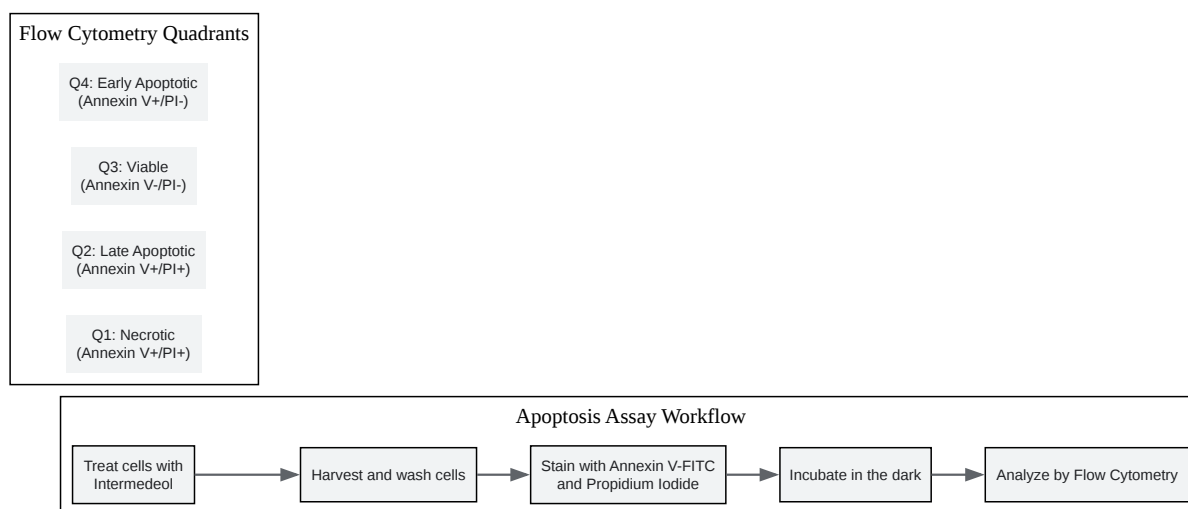 Flow Cytometry Quadrants
Q4: Early Apoptotic
(Annexin V+/PI-)
Q3: Viable
(Annexin V-/PI-)
Q2: Late Apoptotic
(Annexin V+/PI+)
Q1: Necrotic
(Annexin V+/PI+)
Apoptosis Assay Workflow
Treat cells with
Intermedeol
Harvest and wash cells
Stain with Annexin V-FITC
and Propidium Iodide
Incubate in the dark
Analyze by Flow Cytometry